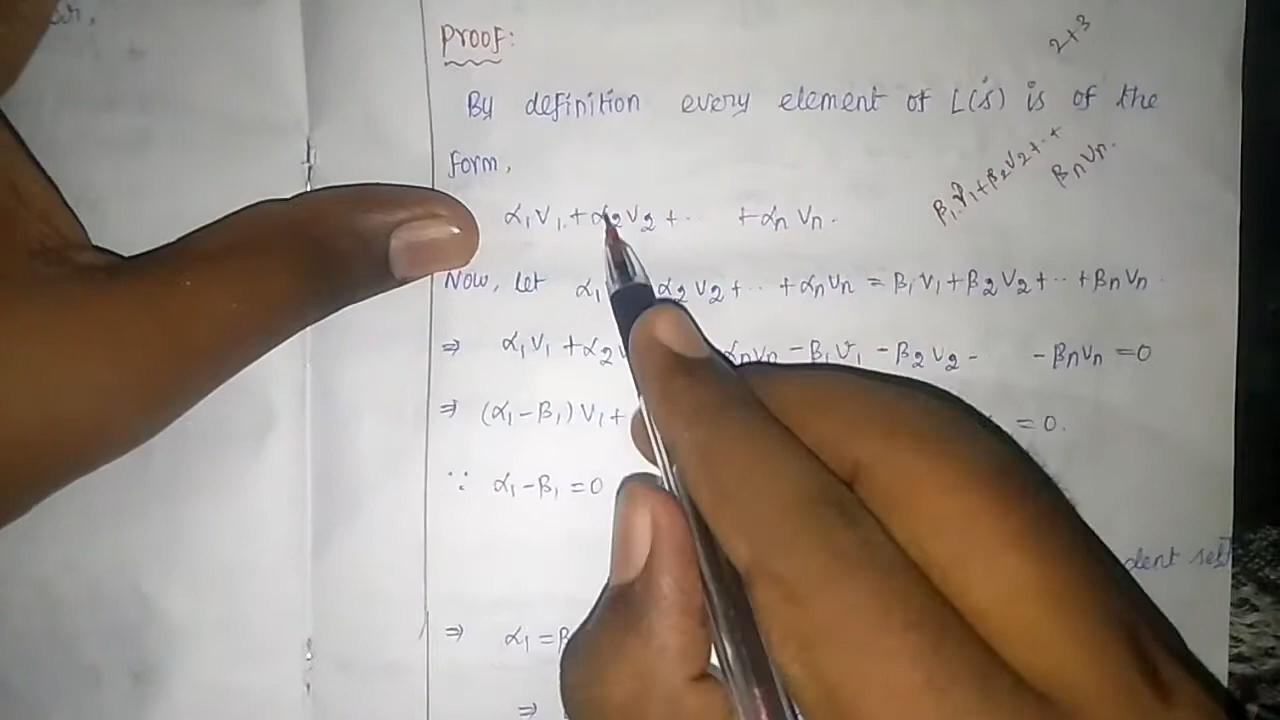 Proof:
2+3
By definition every element of L(S) is of the
form,
β₁v₁+β₂v₂+..+
βₙvₙ.
α₁v₁+α₂v₂+.. +αₙvₙ.
Now, let α₁ α₂v₂+.. +αₙvₙ = β₁v₁+β₂v₂+.. +βₙvₙ.
⇒ α₁v₁+α₂v αₙvₙ -β₁v₁ -β₂v₂- -βₙvₙ =0
⇒ (α₁-β₁)v₁+ =0.
∵ α₁-β₁ =0
dent set
⇒ α₁ =β
⇒